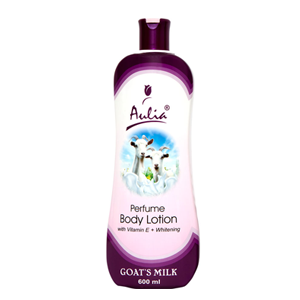 Aulia®
Perfume
Body Lotion
with Vitamin E + Whitening
GOAT'S MILK
600 ml